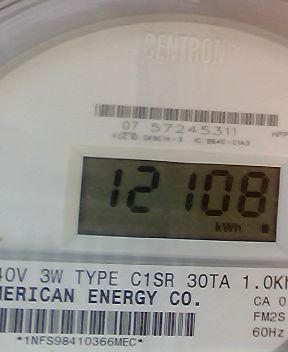 CENTRON
07 57245311
12108
kWh
40V 3W TYPE C1SR 30TA 1.0Kh
MERICAN ENERGY CO.
CA 0
FM2S
60Hz
*1NFS98410366MEC*